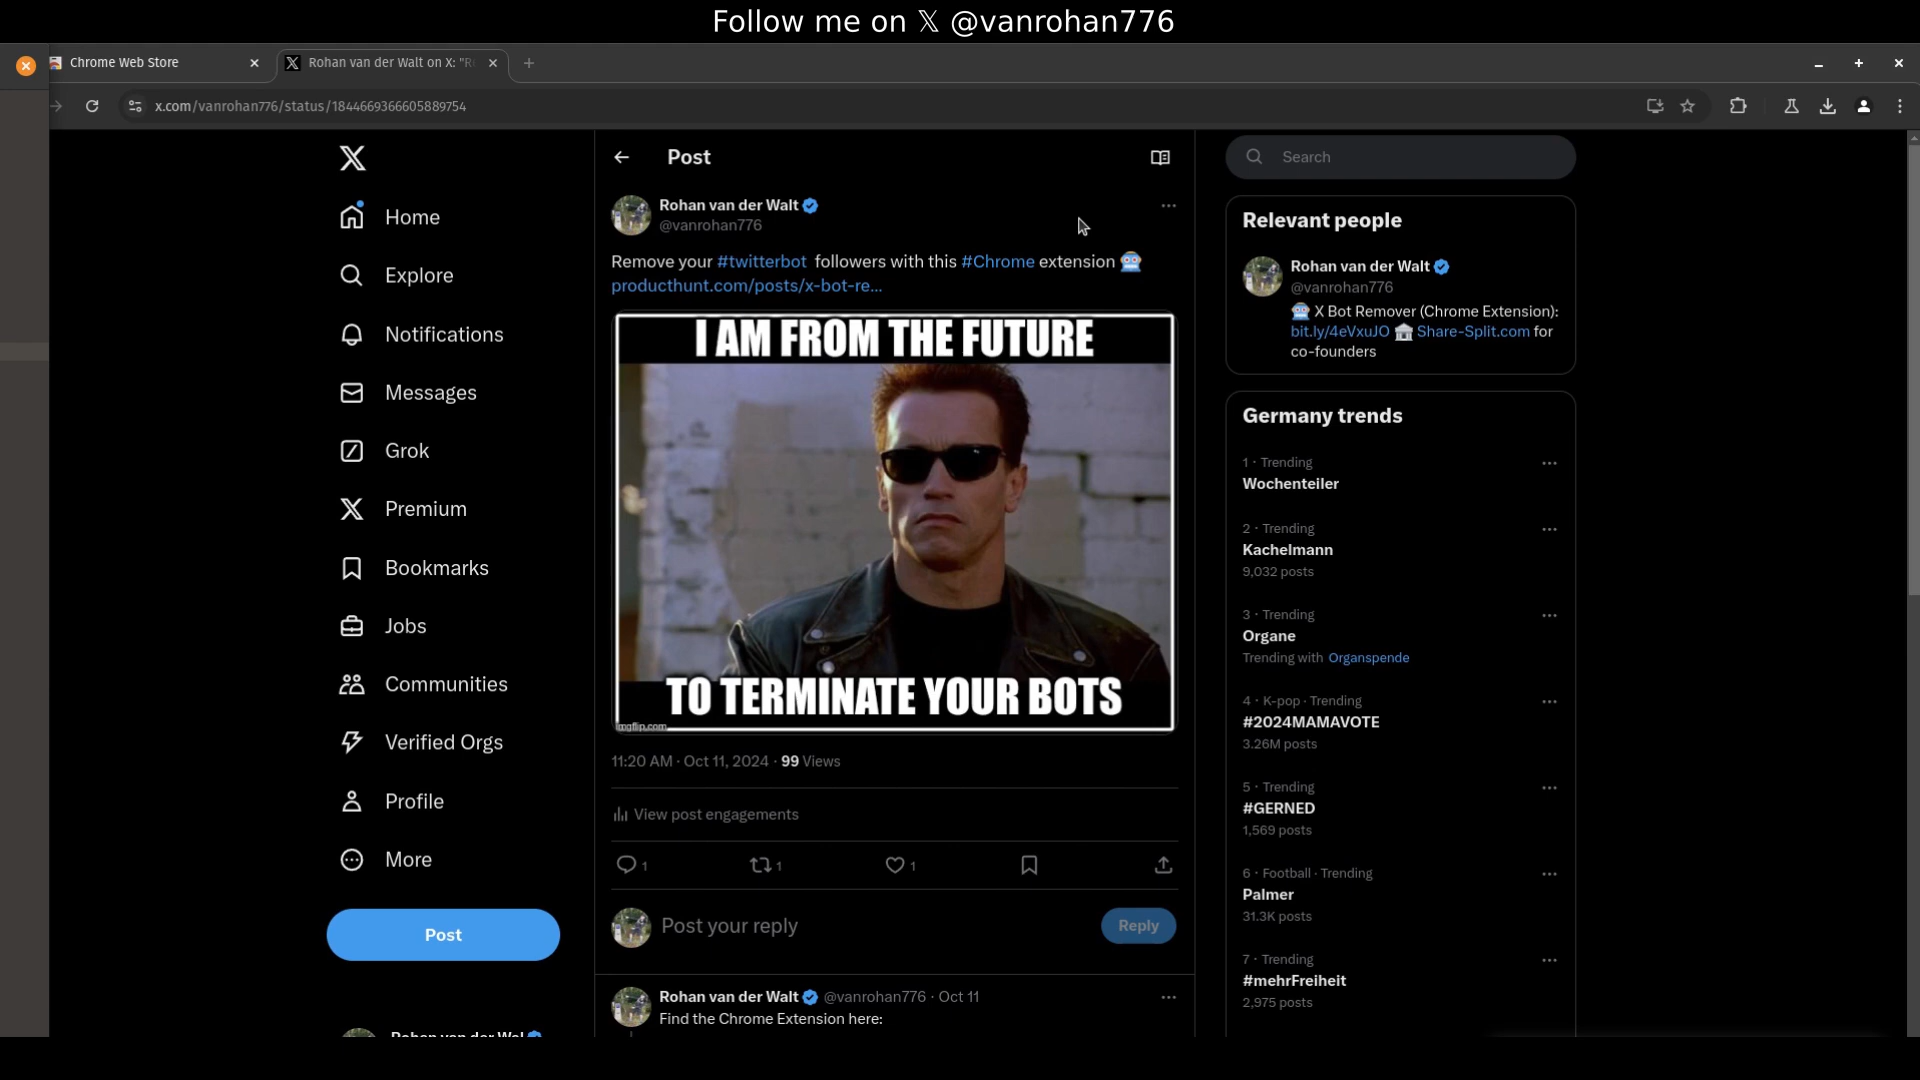 Follow me on 𝕏 @vanrohan776
Chrome Web Store
Rohan van der Walt on X: "R
x.com/vanrohan776/status/1844669366605889754
Home
Explore
Notifications
Messages
Grok
Premium
Bookmarks
Jobs
Communities
Verified Orgs
Profile
More
Post
Rohan van der Wal
Post
Rohan van der Walt
@vanrohan776
Remove your #twitterbot followers with this #Chrome extension 🤖
producthunt.com/posts/x-bot-re...
I AM FROM THE FUTURE
TO TERMINATE YOUR BOTS
imgflip.com
11:20 AM · Oct 11, 2024 · 99 Views
View post engagements
1 1 1
Post your reply
Reply
Rohan van der Walt @vanrohan776 · Oct 11
Find the Chrome Extension here:
Search
Relevant people
Rohan van der Walt
@vanrohan776
🤖 X Bot Remover (Chrome Extension):
bit.ly/4eVxuJO 🏛 Share-Split.com for
co-founders
Germany trends
1 · Trending
Wochenteiler
2 · Trending
Kachelmann
9,032 posts
3 · Trending
Organe
Trending with Organspende
4 · K-pop · Trending
#2024MAMAVOTE
3.26M posts
5 · Trending
#GERNED
1,569 posts
6 · Football · Trending
Palmer
31.3K posts
7 · Trending
#mehrFreiheit
2,975 posts